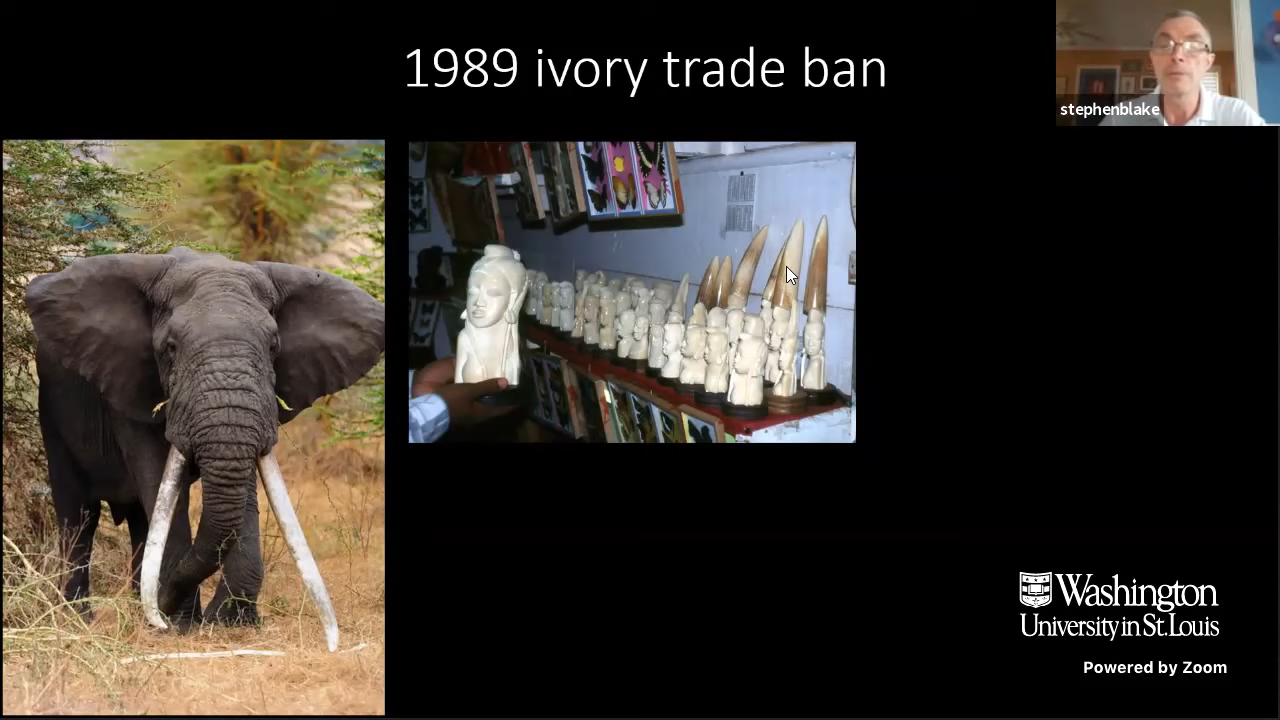 1989 ivory trade ban
stephenblake
Washington
University in St. Louis
Powered by Zoom